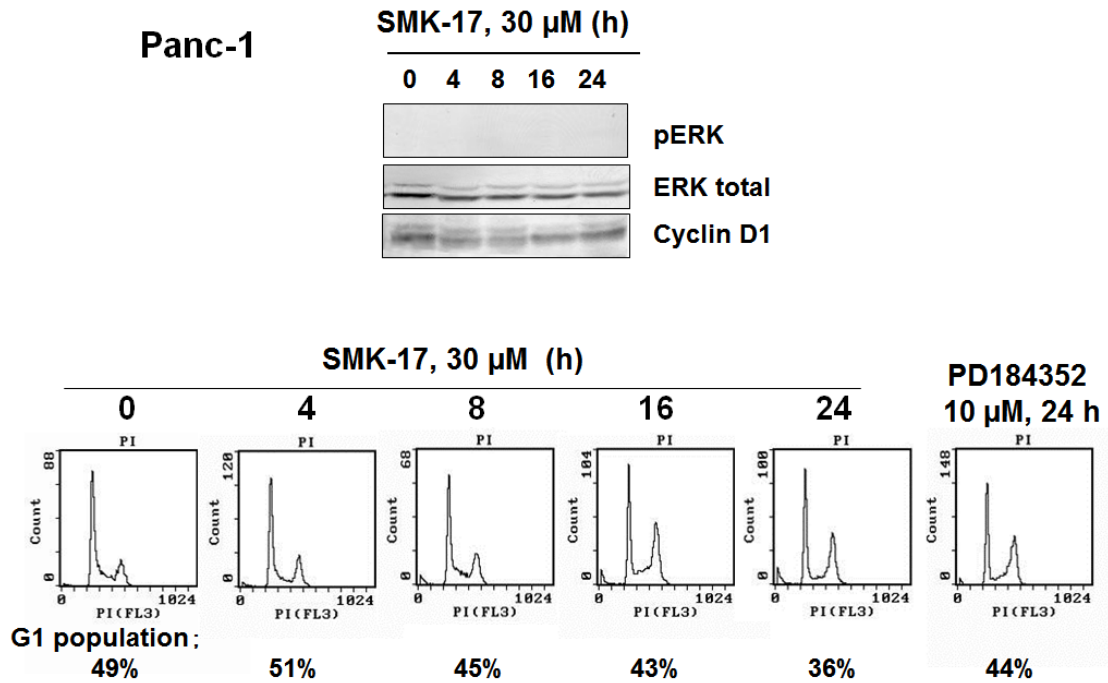 Panc-1
SMK-17, 30 µM (h)
0 4 8 16 24
pERK
ERK total
Cyclin D1
SMK-17, 30 µM (h)
PD184352
10 µM, 24 h
0 4 8 16 24
PI PI PI PI PI PI
88 120 68 104 100 148
Count Count Count Count Count Count
0 0 0 0 0 0
0 1024 0 1024 0 1024 0 1024 0 1024 0 1024
PI(FL3) PI(FL3) PI(FL3) PI(FL3) PI(FL3) PI(FL3)
G1 population ;
49% 51% 45% 43% 36% 44%